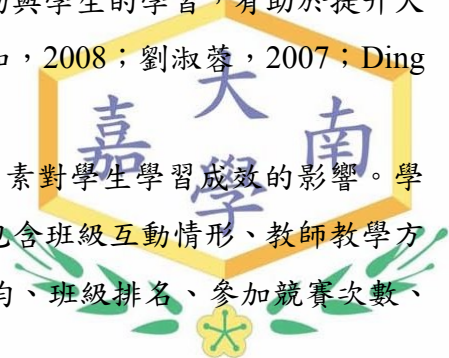 動與學生的學習，有助於提升大
如，2008；劉淑蓉，2007；Ding
素對學生學習成效的影響。學
包含班級互動情形、教師教學方
均、班級排名、參加競賽次數、
嘉南
大學